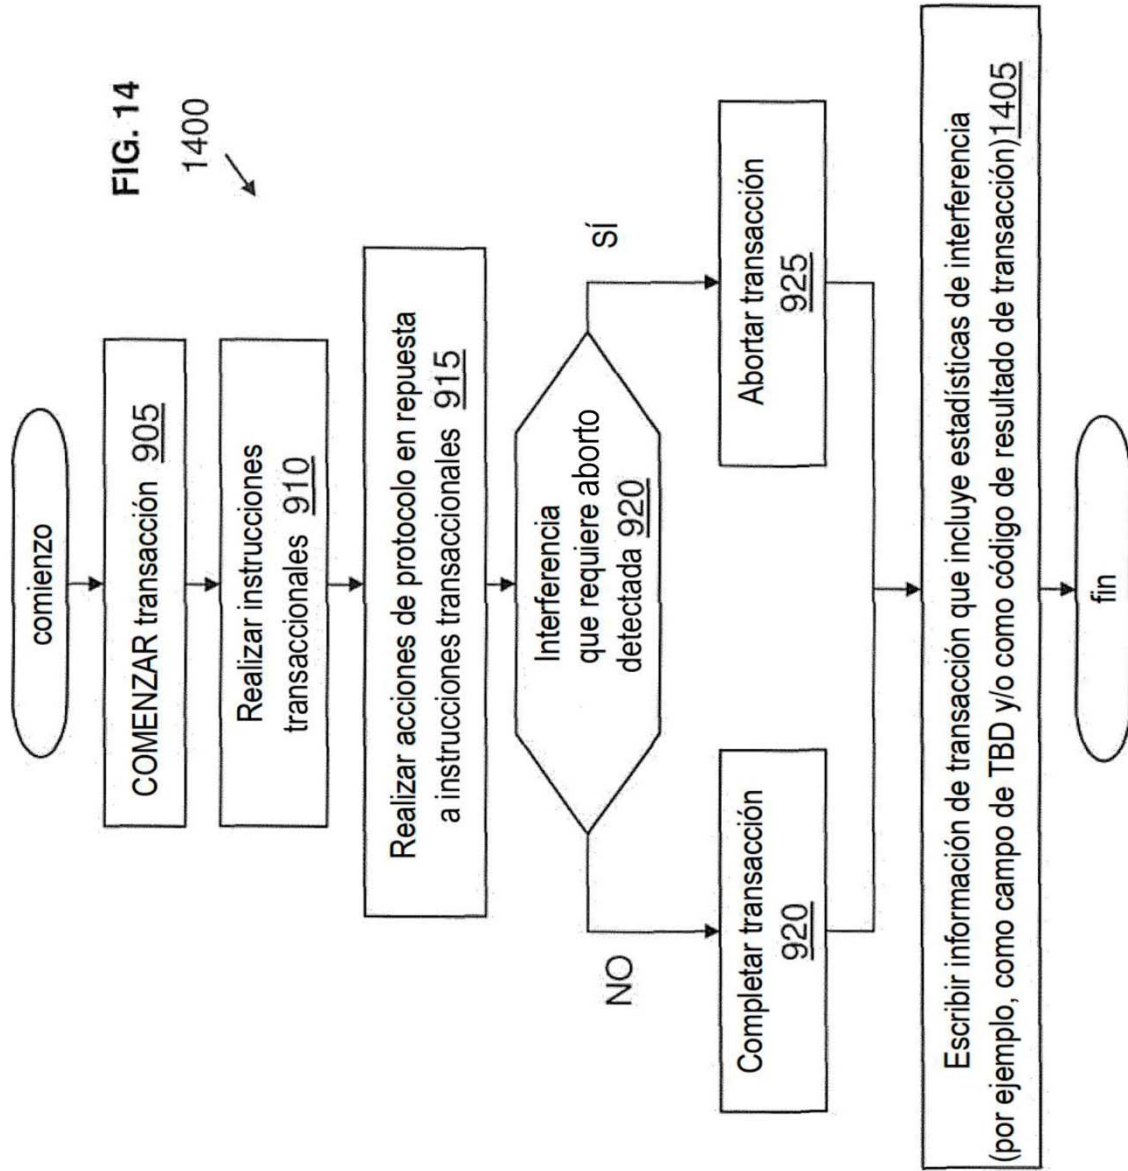 FIG. 14
1400
comienzo
COMENZAR transacción 905
Realizar instrucciones
transaccionales 910
Realizar acciones de protocolo en repuesta
a instrucciones transaccionales 915
Interferencia
que requiere aborto
detectada 920
NO
SÍ
Completar transacción
920
Abortar transacción
925
Escribir información de transacción que incluye estadísticas de interferencia
(por ejemplo, como campo de TBD y/o como código de resultado de transacción)1405
fin